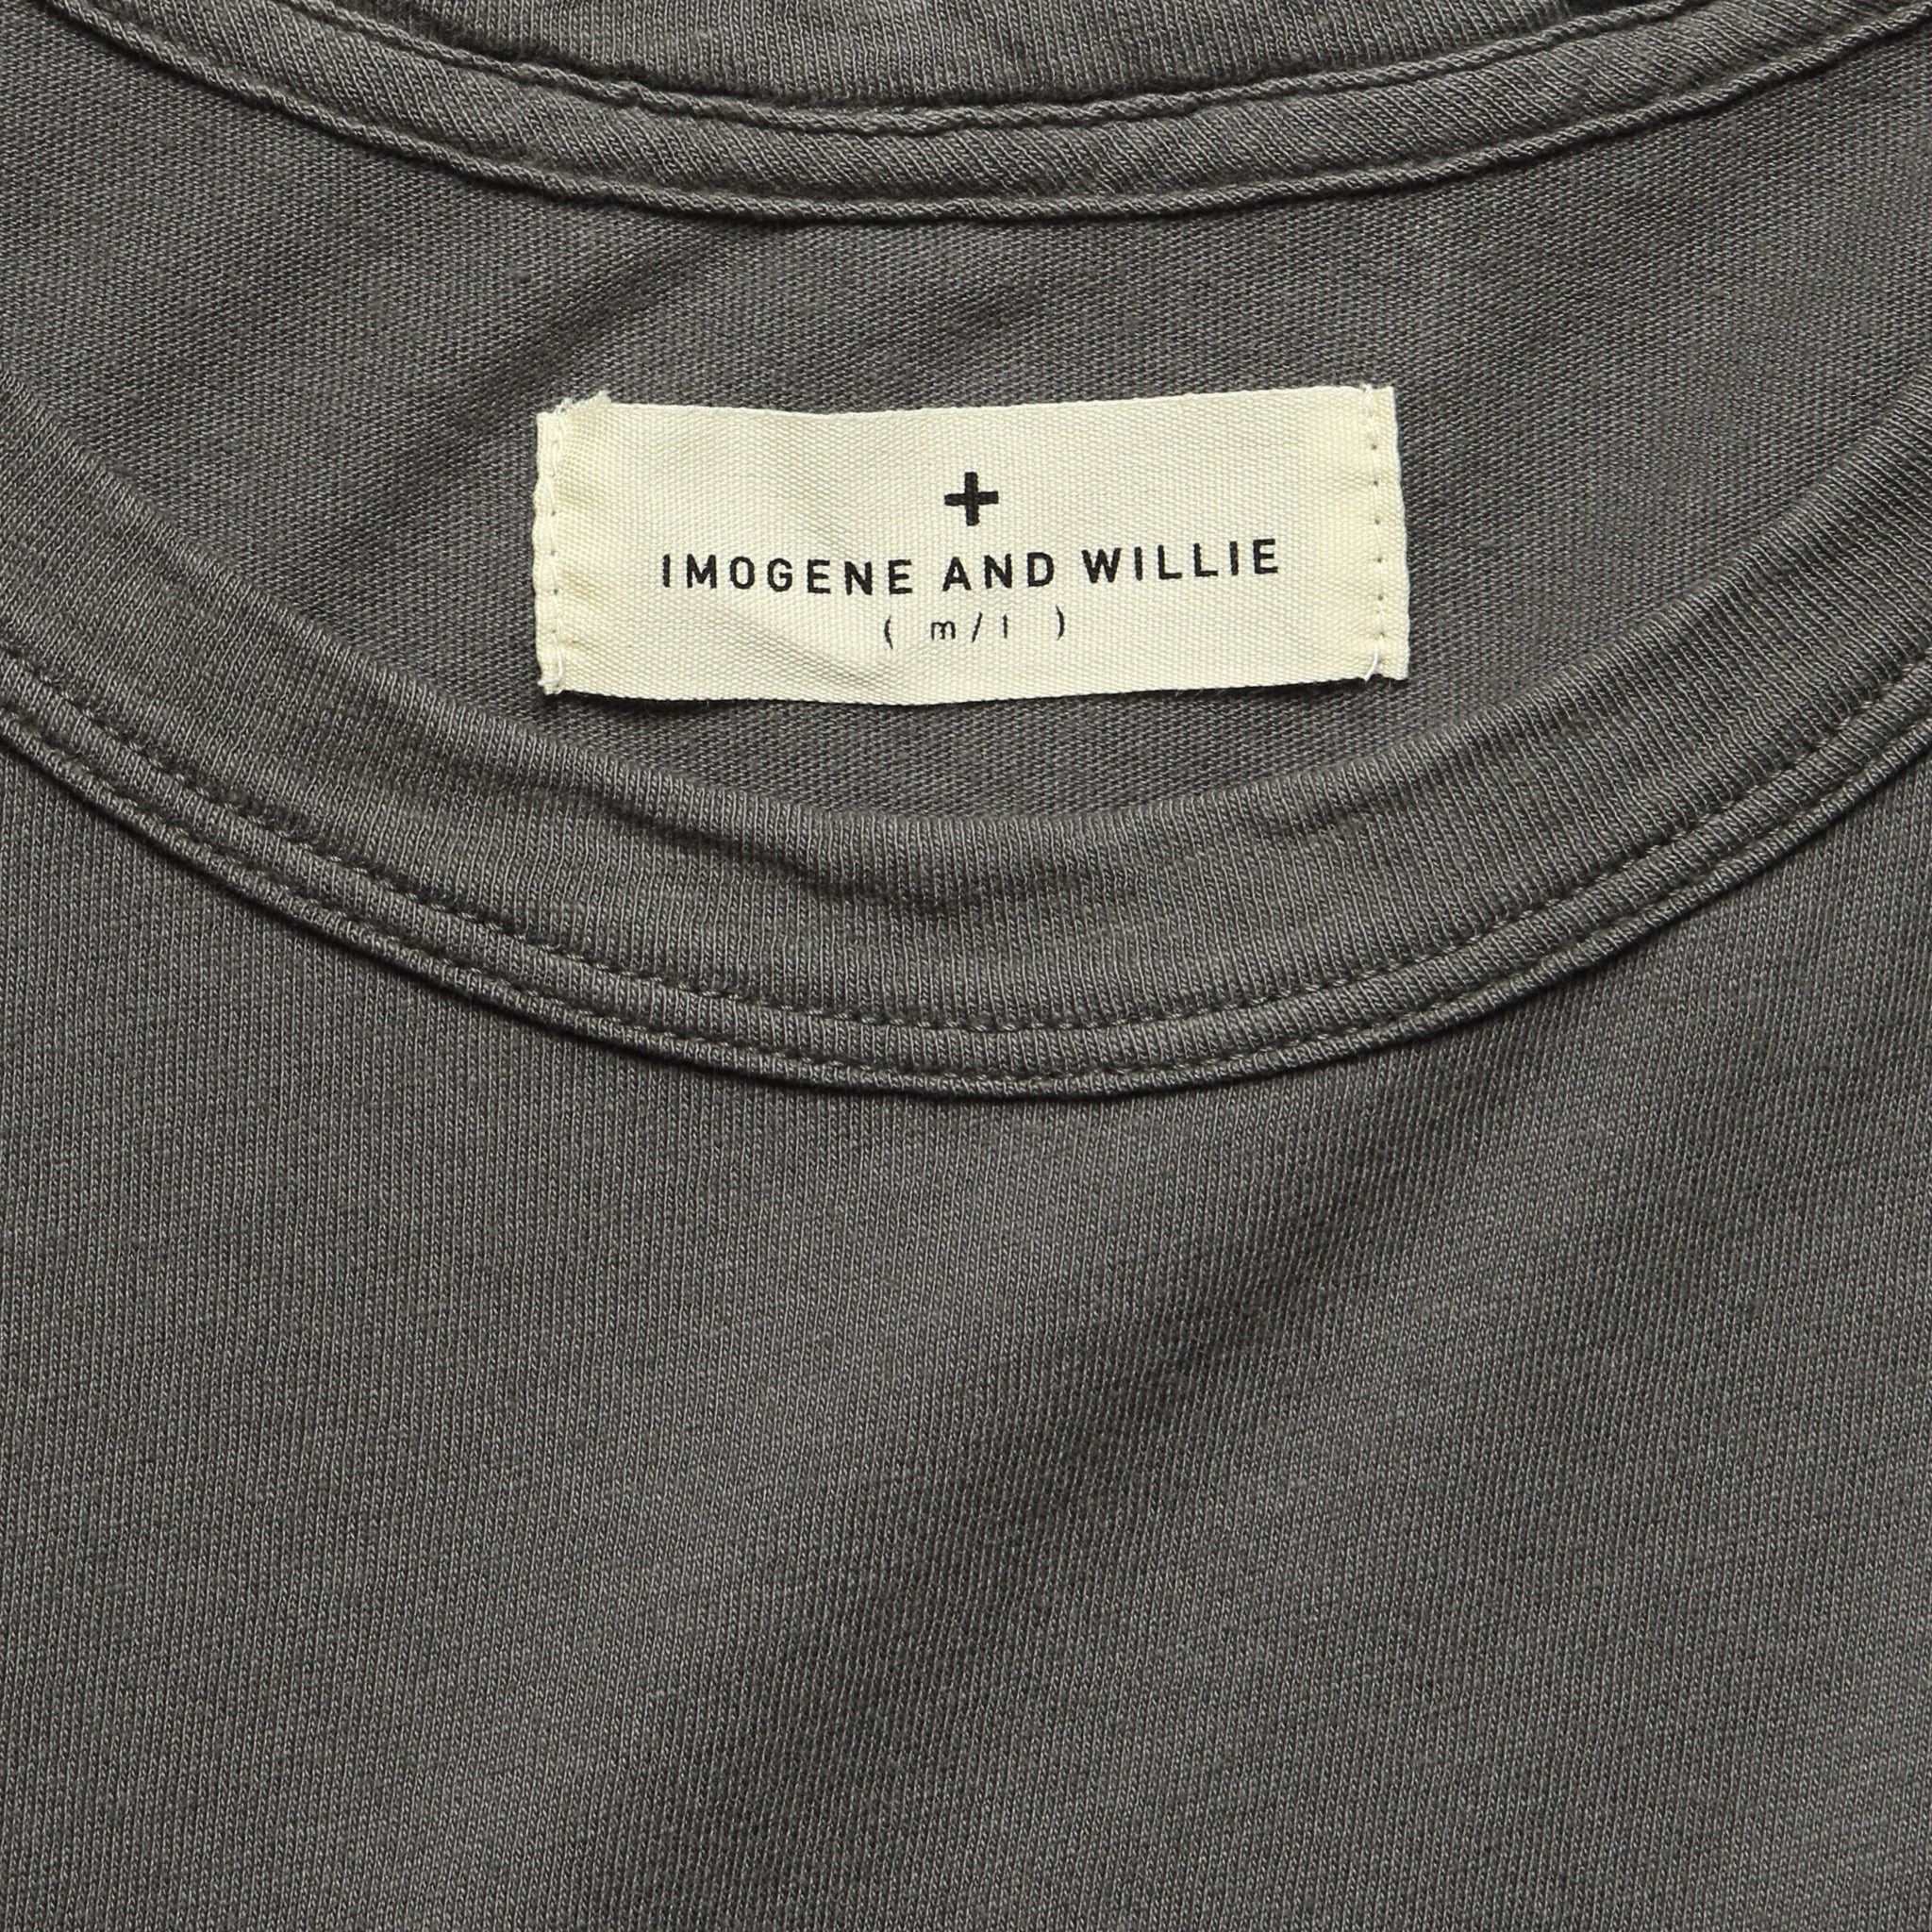 +
IMOGENE AND WILLIE
( m/l )